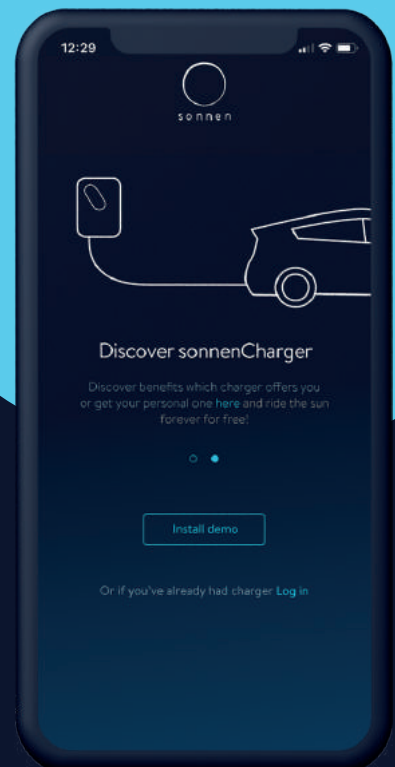 12:29
sonnen
Discover sonnenCharger
Discover benefits which charger offers you
or get your personal one here and ride the sun
forever for free!
Install demo
Or if you've already had charger Log in